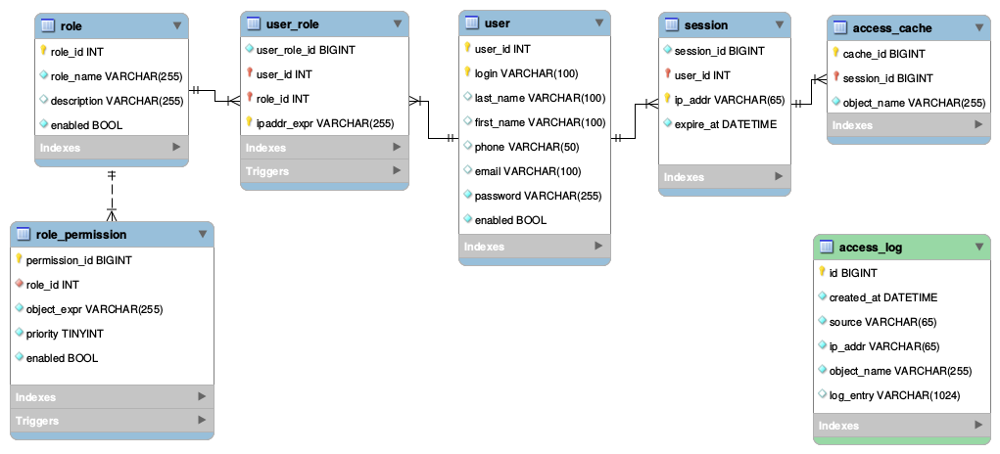 role
role_id INT
role_name VARCHAR(255)
description VARCHAR(255)
enabled BOOL
Indexes
user_role
user_role_id BIGINT
user_id INT
role_id INT
ipaddr_expr VARCHAR(255)
Indexes
Triggers
user
user_id INT
login VARCHAR(100)
last_name VARCHAR(100)
first_name VARCHAR(100)
phone VARCHAR(50)
email VARCHAR(100)
password VARCHAR(255)
enabled BOOL
Indexes
session
session_id BIGINT
user_id INT
ip_addr VARCHAR(65)
expire_at DATETIME
Indexes
access_cache
cache_id BIGINT
session_id BIGINT
object_name VARCHAR(255)
Indexes
role_permission
permission_id BIGINT
role_id INT
object_expr VARCHAR(255)
priority TINYINT
enabled BOOL
Indexes
Triggers
access_log
id BIGINT
created_at DATETIME
source VARCHAR(65)
ip_addr VARCHAR(65)
object_name VARCHAR(255)
log_entry VARCHAR(1024)
Indexes